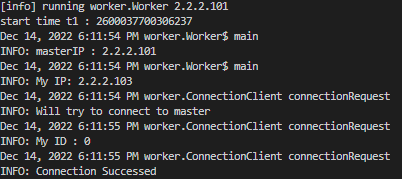 [info] running worker.Worker 2.2.2.101
start time t1 : 2600037700306237
Dec 14, 2022 6:11:54 PM worker.Worker$ main
INFO: masterIP : 2.2.2.101
Dec 14, 2022 6:11:54 PM worker.Worker$ main
INFO: My IP: 2.2.2.103
Dec 14, 2022 6:11:54 PM worker.ConnectionClient connectionRequest
INFO: Will try to connect to master
Dec 14, 2022 6:11:55 PM worker.ConnectionClient connectionRequest
INFO: My ID : 0
Dec 14, 2022 6:11:55 PM worker.ConnectionClient connectionRequest
INFO: Connection Successed